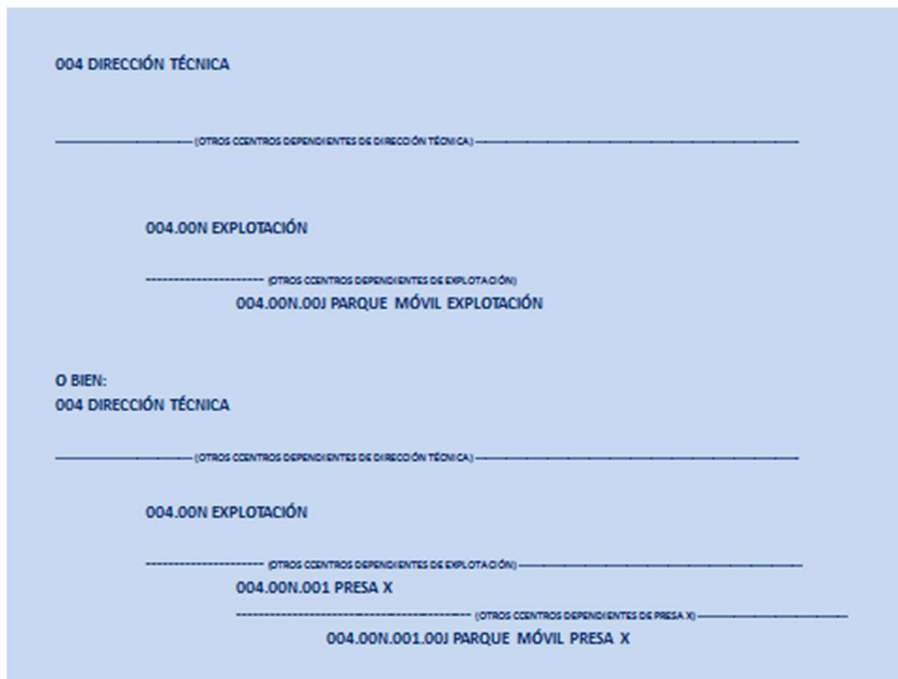 004 DIRECCIÓN TÉCNICA
(OTROS CCENTROS DEPENDIENTES DE DIRECCIÓN TÉCNICA)
004.00N EXPLOTACIÓN
(OTROS CCENTROS DEPENDIENTES DE EXPLOTACIÓN)
004.00N.00J PARQUE MÓVIL EXPLOTACIÓN
O BIEN:
004 DIRECCIÓN TÉCNICA
(OTROS CCENTROS DEPENDIENTES DE DIRECCIÓN TÉCNICA)
004.00N EXPLOTACIÓN
(OTROS CCENTROS DEPENDIENTES DE EXPLOTACIÓN)
004.00N.001 PRESA X
(OTROS CCENTROS DEPENDIENTES DE PRESA X)
004.00N.001.00J PARQUE MÓVIL PRESA X